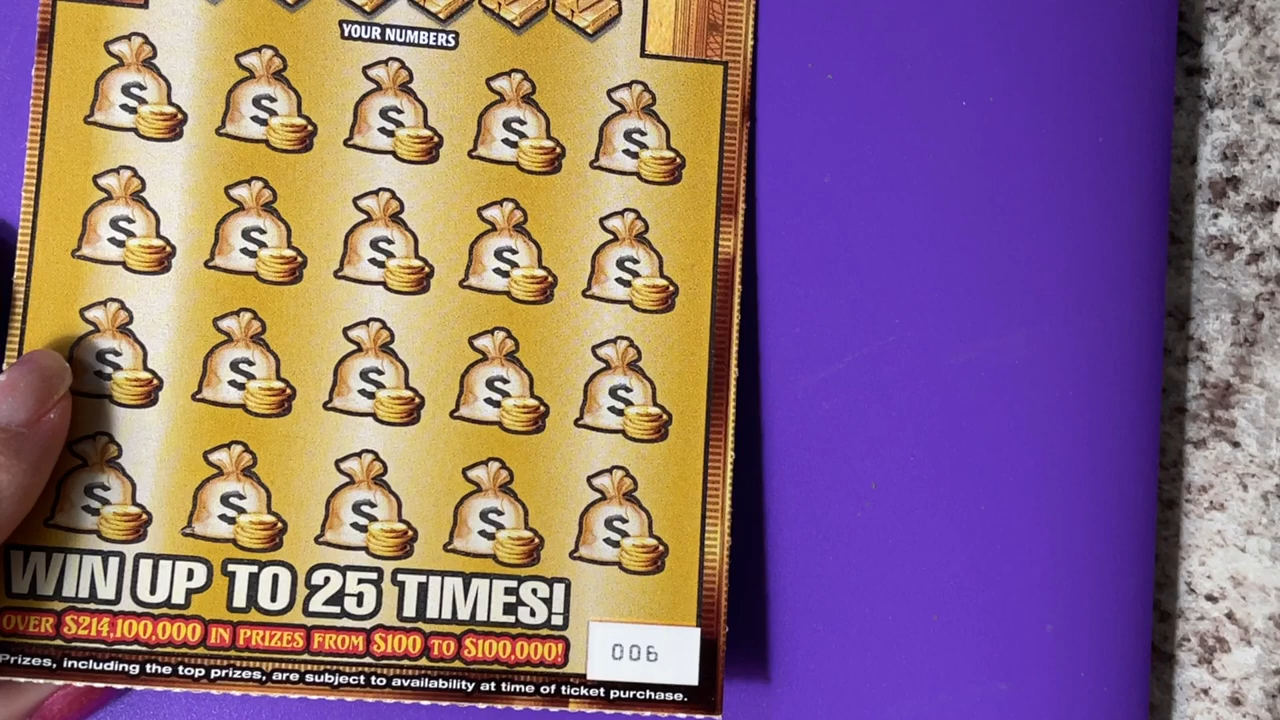 YOUR NUMBERS
$ $ $ $ $
$ $ $ $ $
$ $ $ $ $
$ $ $ $ $
WIN UP TO 25 TIMES!
OVER $214,100,000 IN PRIZES FROM $100 TO $100,000!
006
Prizes, including the top prizes, are subject to availability at time of ticket purchase.